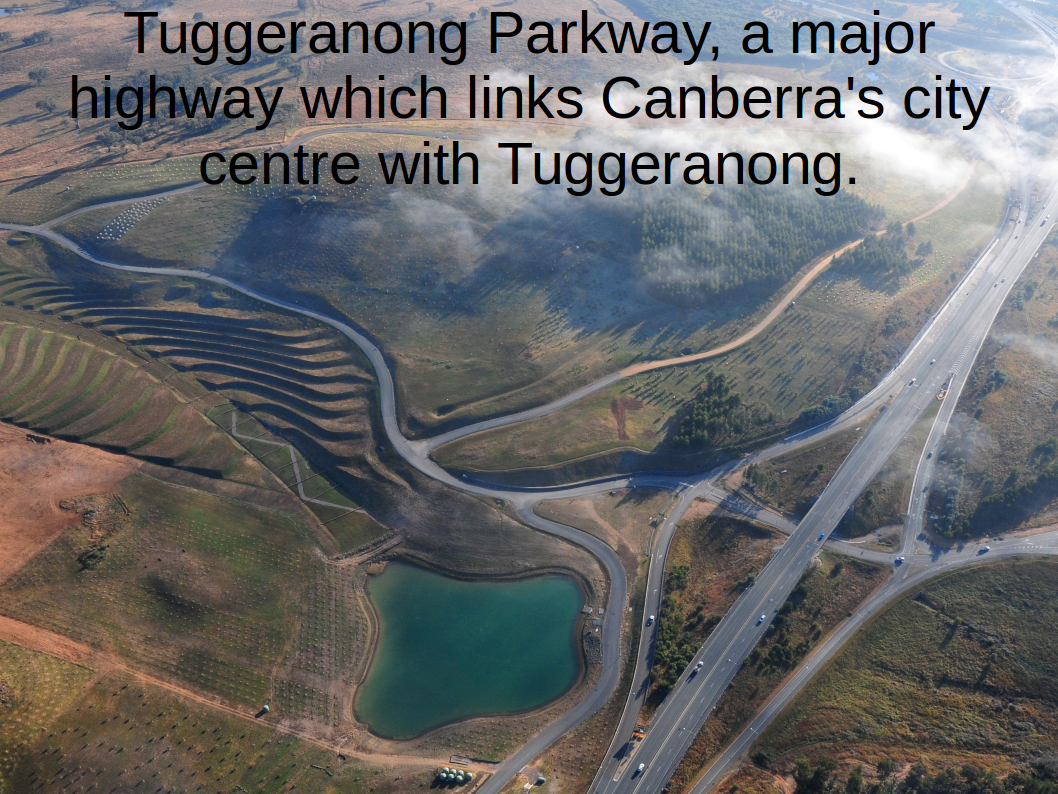 Tuggeranong Parkway, a major
highway which links Canberra's city
centre with Tuggeranong.